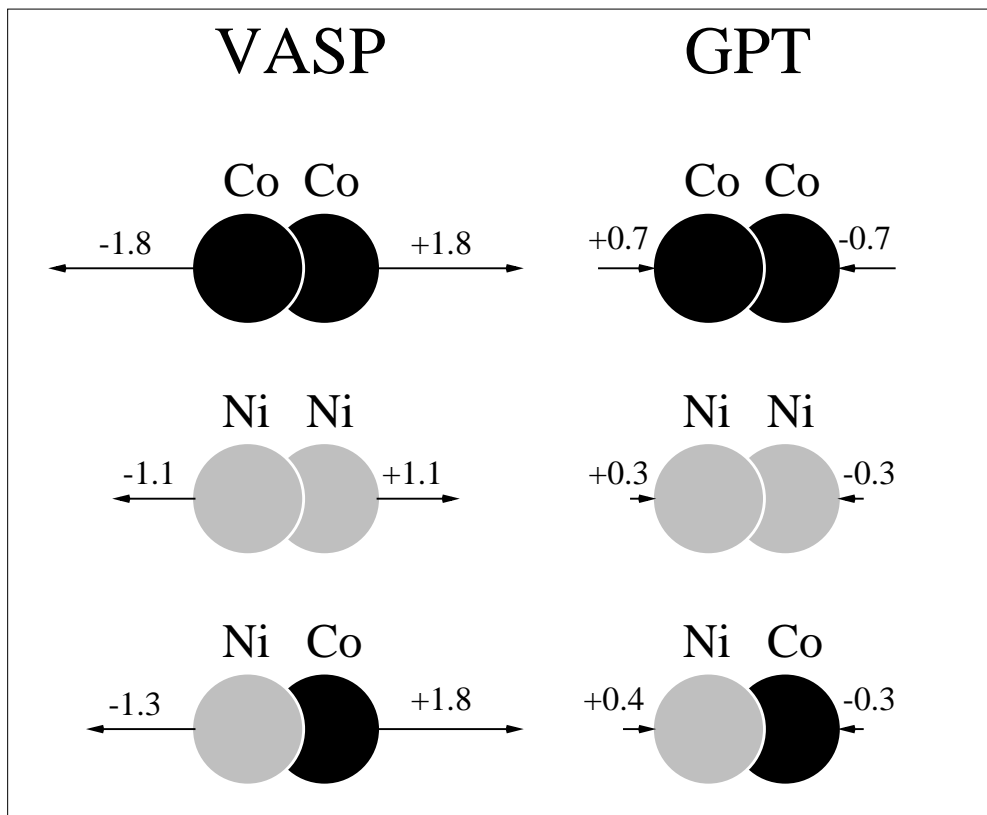 VASP GPT
Co Co Co Co
-1.8 +1.8 +0.7 -0.7
Ni Ni Ni Ni
-1.1 +1.1 +0.3 -0.3
Ni Co Ni Co
-1.3 +1.8 +0.4 -0.3